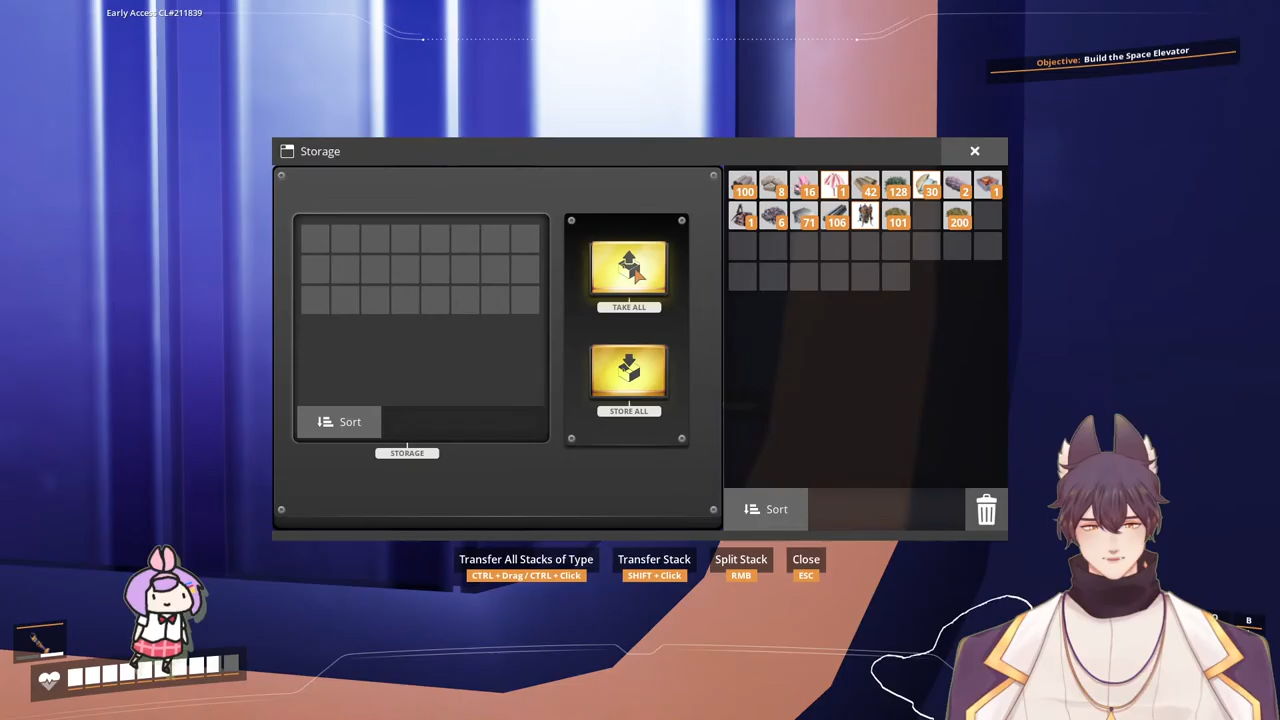 Early Access CL#211839
Objective: Build the Space Elevator
Storage
100 8 16 1 42 128 30 2 1
1 6 71 106 101 200
TAKE ALL
STORE ALL
Sort
STORAGE
Sort
Transfer All Stacks of Type
CTRL + Drag / CTRL + Click
Transfer Stack
SHIFT + Click
Split Stack
RMB
Close
ESC
B